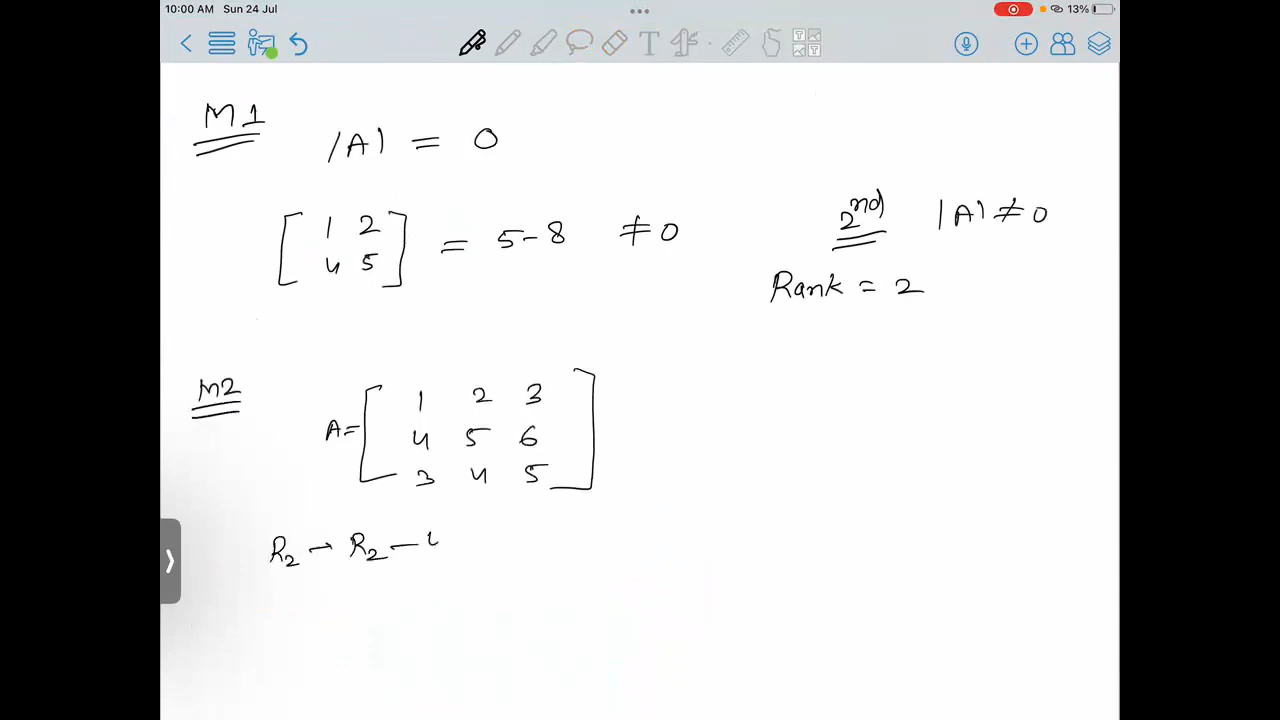 10:00 AM Sun 24 Jul
13%
T
M1
|A| = 0
[ 1 2
4 5 ] = 5-8 ≠0
2nd |A| ≠ 0
Rank = 2
M2
A= [ 1 2 3
4 5 6
3 4 5 ]
R2 → R2 –